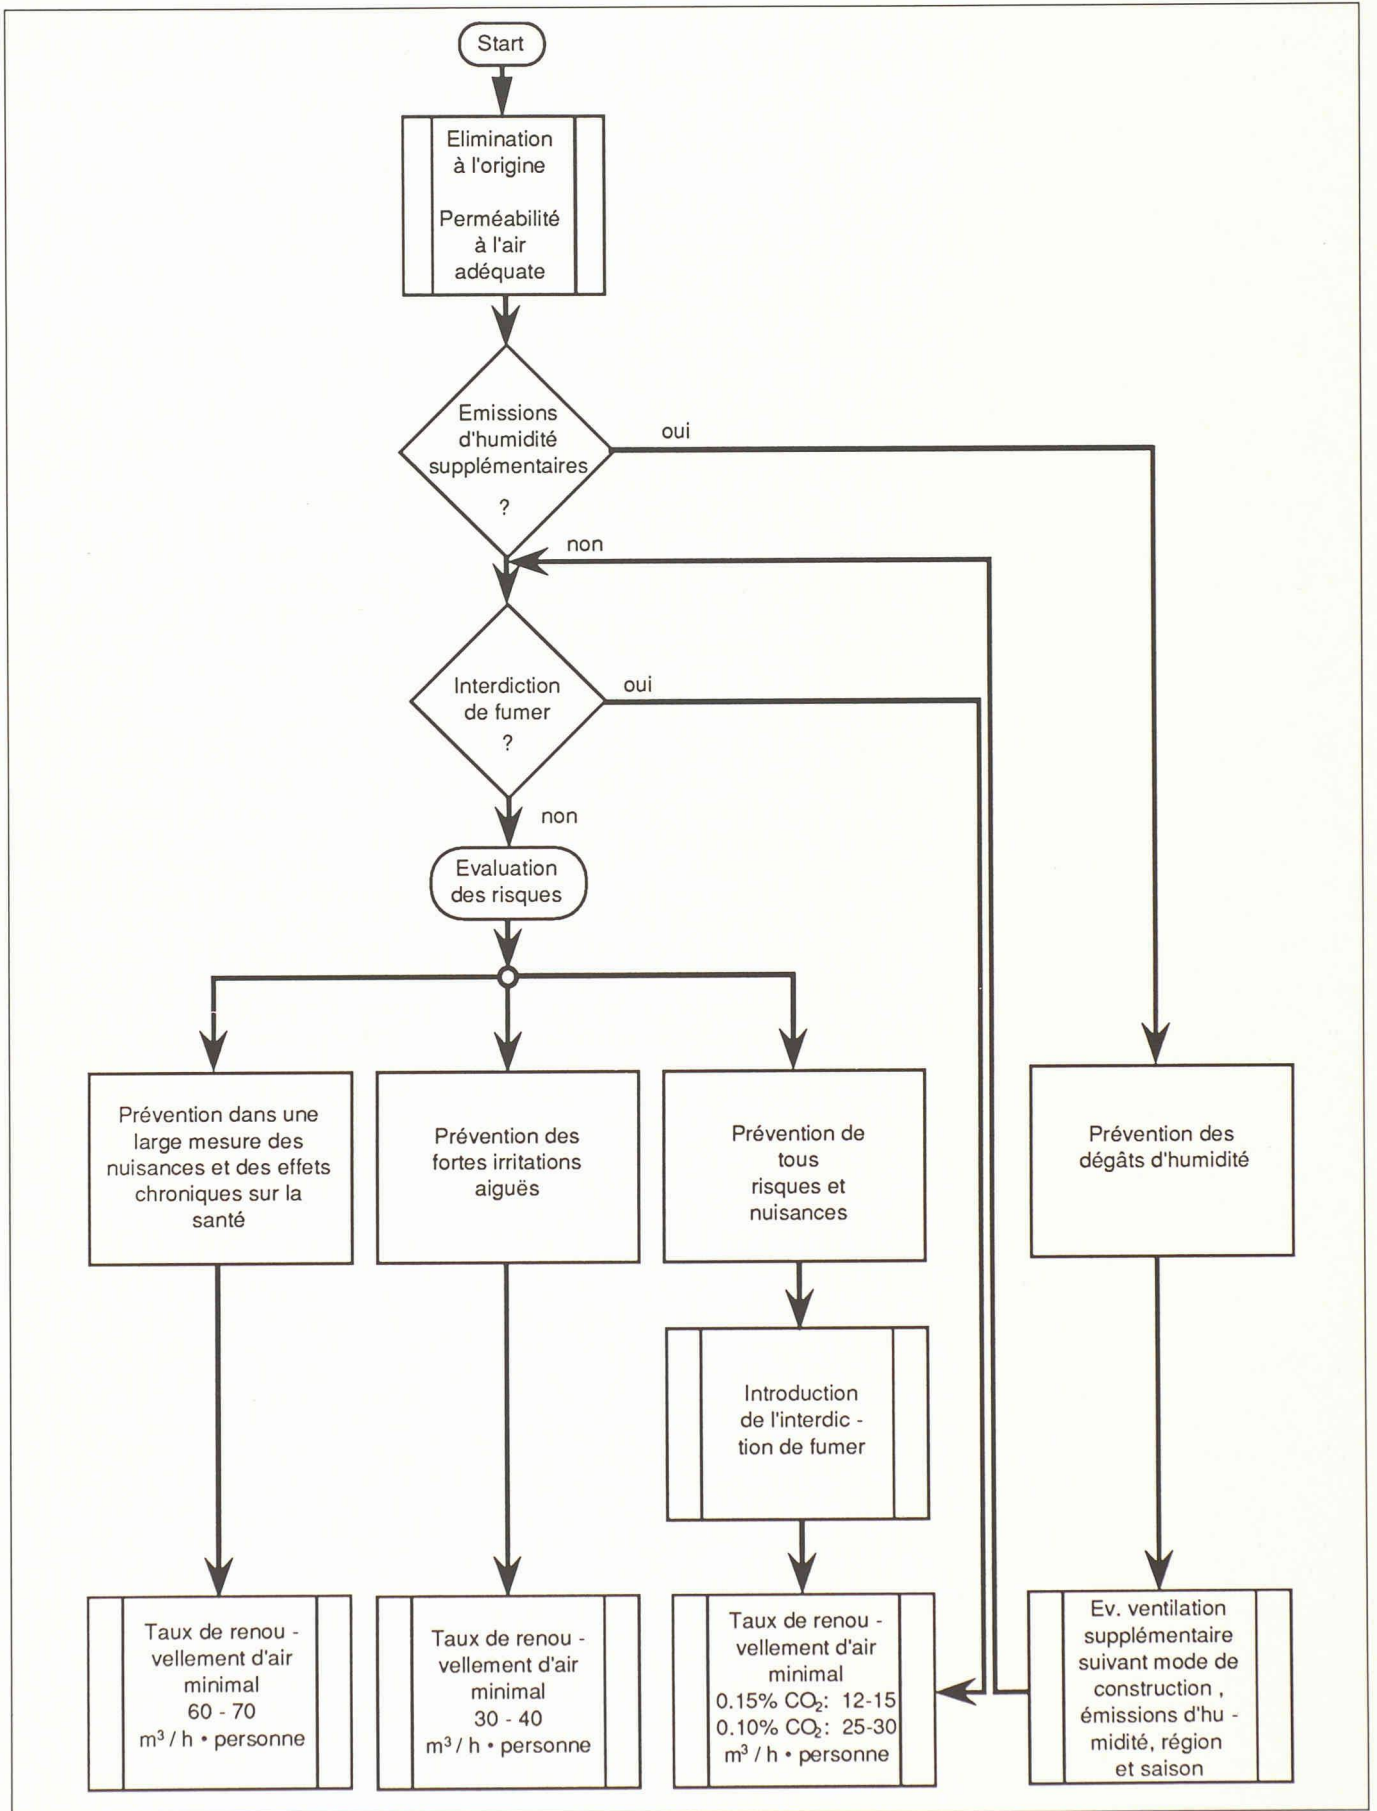 Start
Elimination
à l'origine
Perméabilité
à l'air
adéquate
Emissions
d'humidité
supplémentaires
?
oui
non
Interdiction
de fumer
?
oui
non
Evaluation
des risques
Prévention dans une
large mesure des
nuisances et des effets
chroniques sur la
santé
Prévention des
fortes irritations
aiguës
Prévention de
tous
risques et
nuisances
Prévention des
dégâts d'humidité
Introduction
de l'interdic -
tion de fumer
Taux de renou -
vellement d'air
minimal
60 - 70
m³ / h • personne
Taux de renou -
vellement d'air
minimal
30 - 40
m³ / h • personne
Taux de renou -
vellement d'air
minimal
0.15% CO₂: 12-15
0.10% CO₂: 25-30
m³ / h • personne
Ev. ventilation
supplémentaire
suivant mode de
construction ,
émissions d'hu -
midité, région
et saison